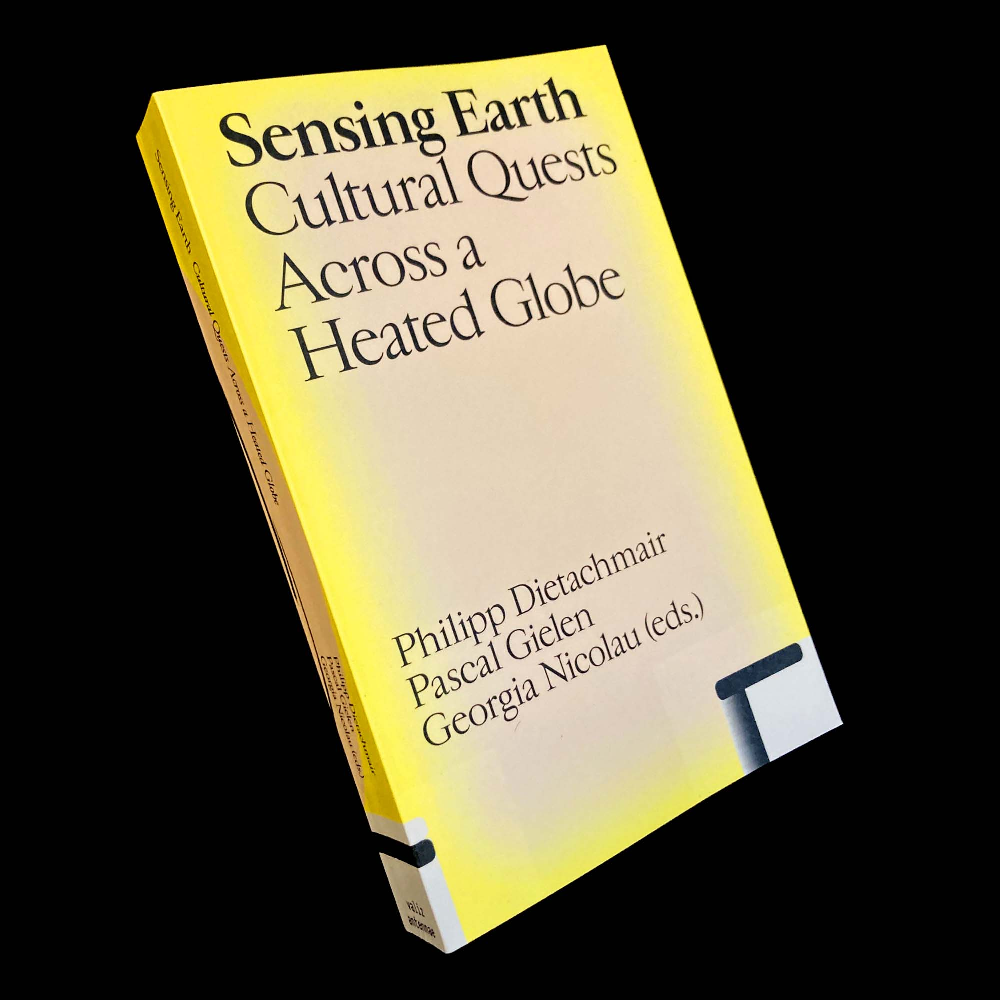 Sensing Earth
Cultural Quests
Across a
Heated Globe
Philipp Dietachmair
Pascal Gielen
Georgia Nicolau (eds.)
Sensing Earth Cultural Quests Across a Heated Globe
Philipp Dietachmair
Pascal Gielen
Georgia Nicolau (eds.)
valiz
antennae